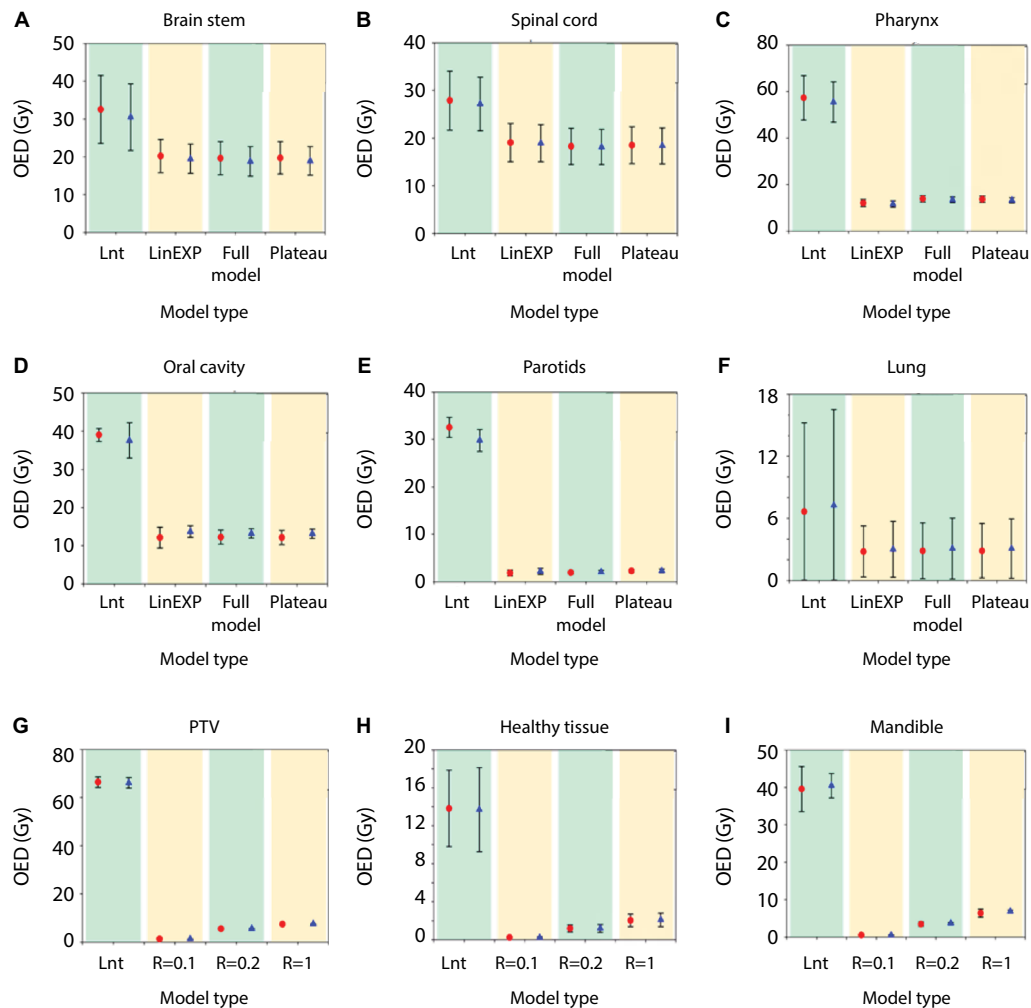 A
Brain stem
OED (Gy)
50
40
30
20
10
0
Lnt LinEXP Full Plateau
model
Model type
B
Spinal cord
OED (Gy)
40
30
20
10
0
Lnt LinEXP Full Plateau
model
Model type
C
Pharynx
OED (Gy)
80
60
40
20
0
Lnt LinEXP Full Plateau
model
Model type
D
Oral cavity
OED (Gy)
50
40
30
20
10
0
Lnt LinEXP Full Plateau
model
Model type
E
Parotids
OED (Gy)
40
30
20
10
0
Lnt LinEXP Full Plateau
model
Model type
F
Lung
OED (Gy)
18
12
6
0
Lnt LinEXP Full Plateau
model
Model type
G
PTV
OED (Gy)
80
60
40
20
0
Lnt R=0.1 R=0.2 R=1
Model type
H
Healthy tissue
OED (Gy)
20
16
12
8
4
0
Lnt R=0.1 R=0.2 R=1
Model type
I
Mandible
OED (Gy)
50
40
30
20
10
0
Lnt R=0.1 R=0.2 R=1
Model type